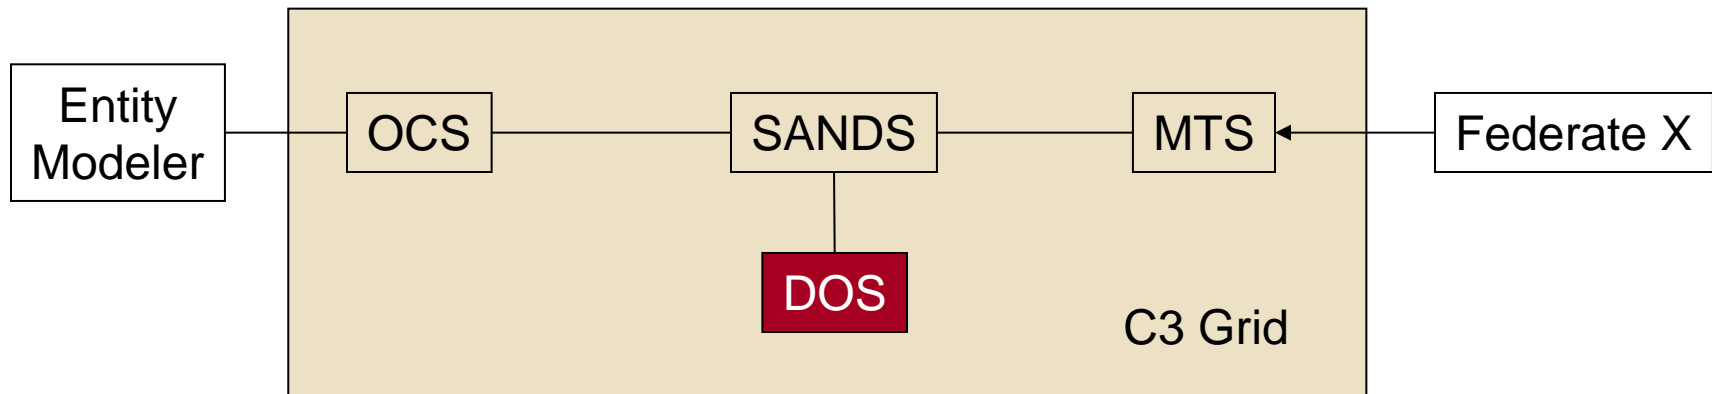 Entity
Modeler
OCS
SANDS
MTS
Federate X
DOS
C3 Grid